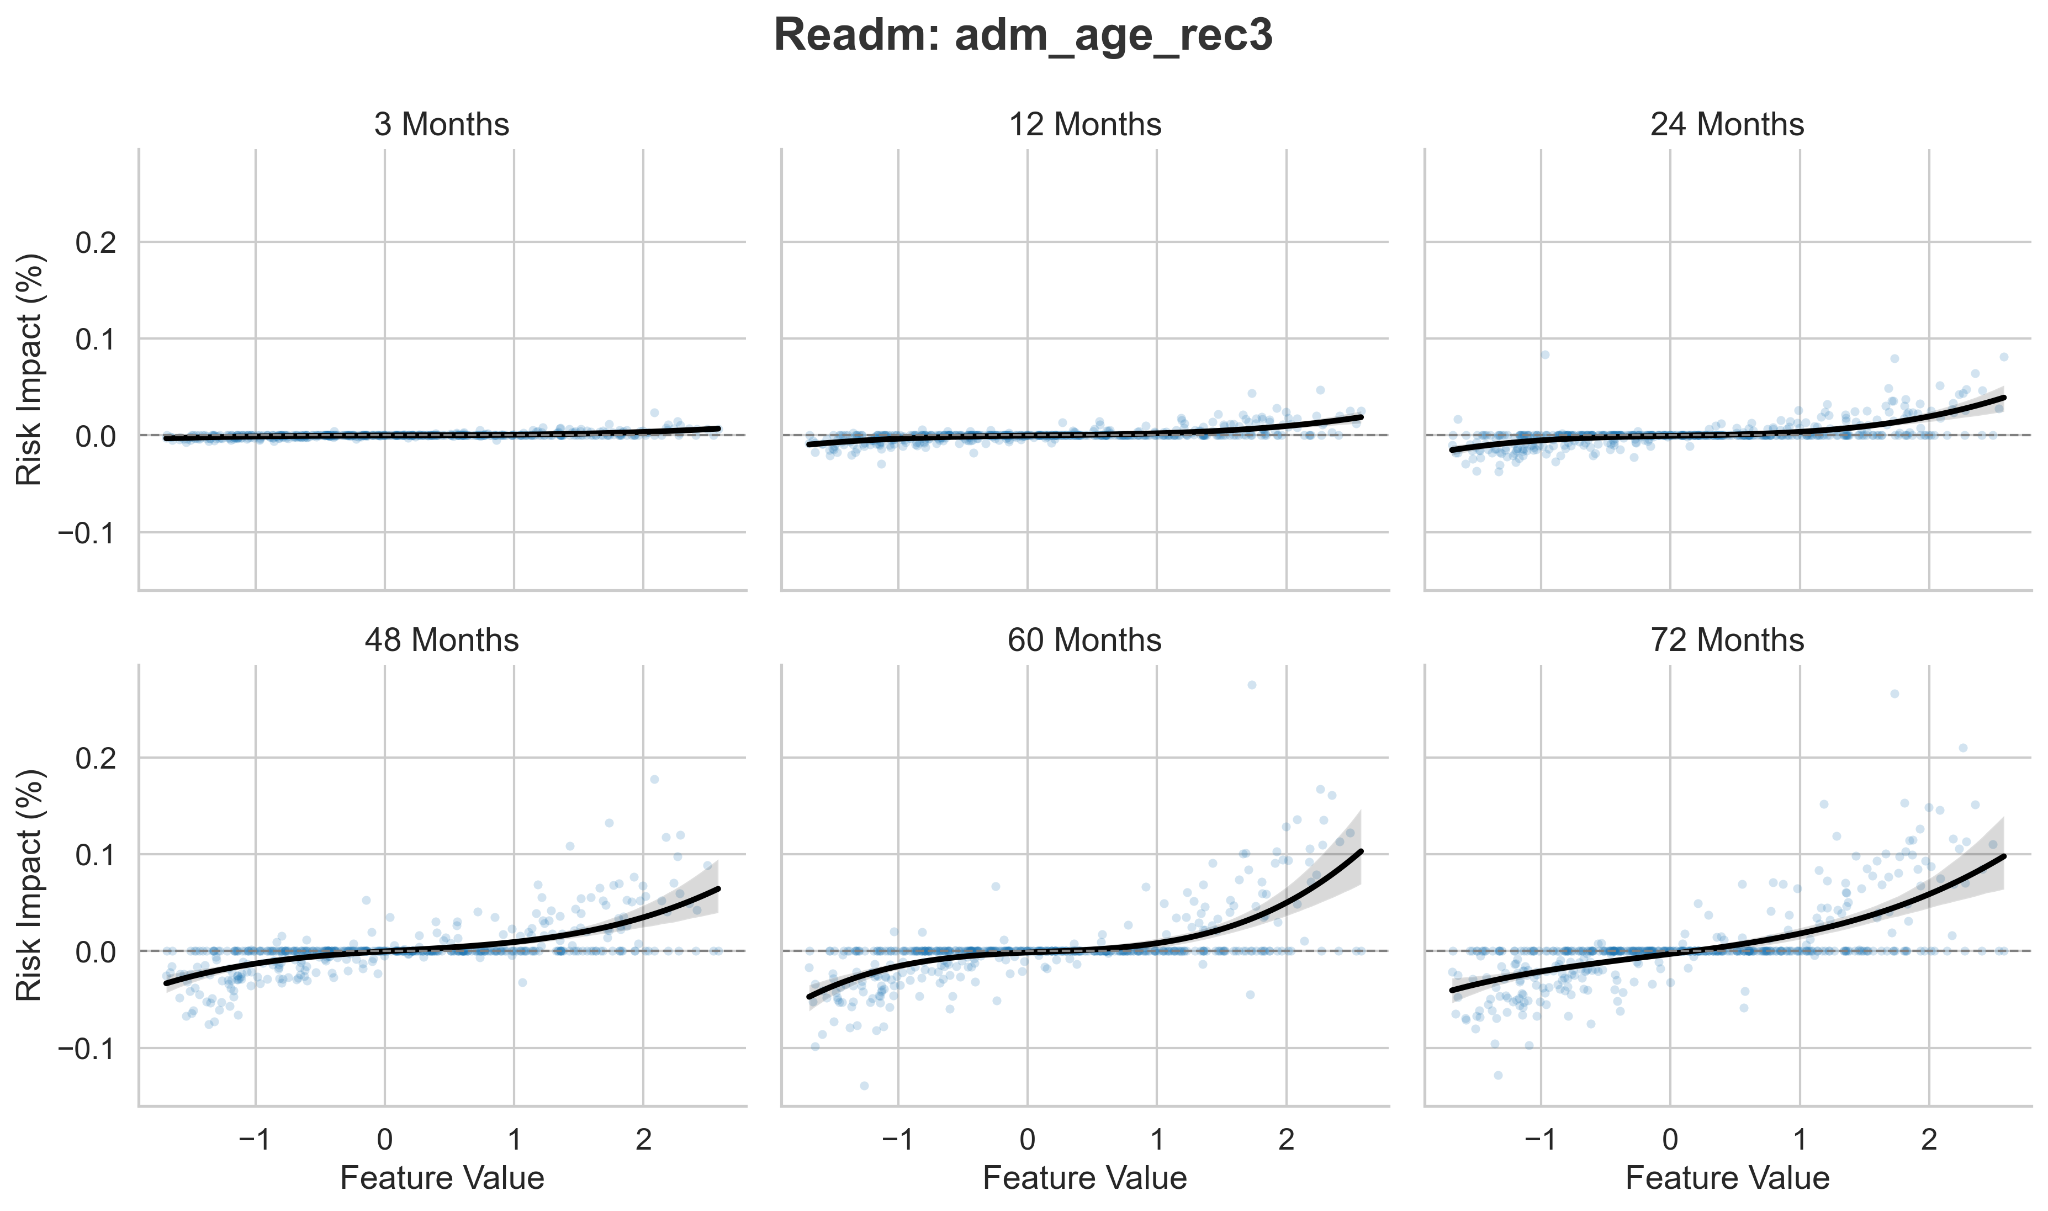 Readm: adm_age_rec3
3 Months
12 Months
24 Months
Risk Impact (%)
0.2
0.1
0.0
−0.1
48 Months
60 Months
72 Months
Risk Impact (%)
0.2
0.1
0.0
−0.1
−1 0 1 2
−1 0 1 2
−1 0 1 2
Feature Value
Feature Value
Feature Value